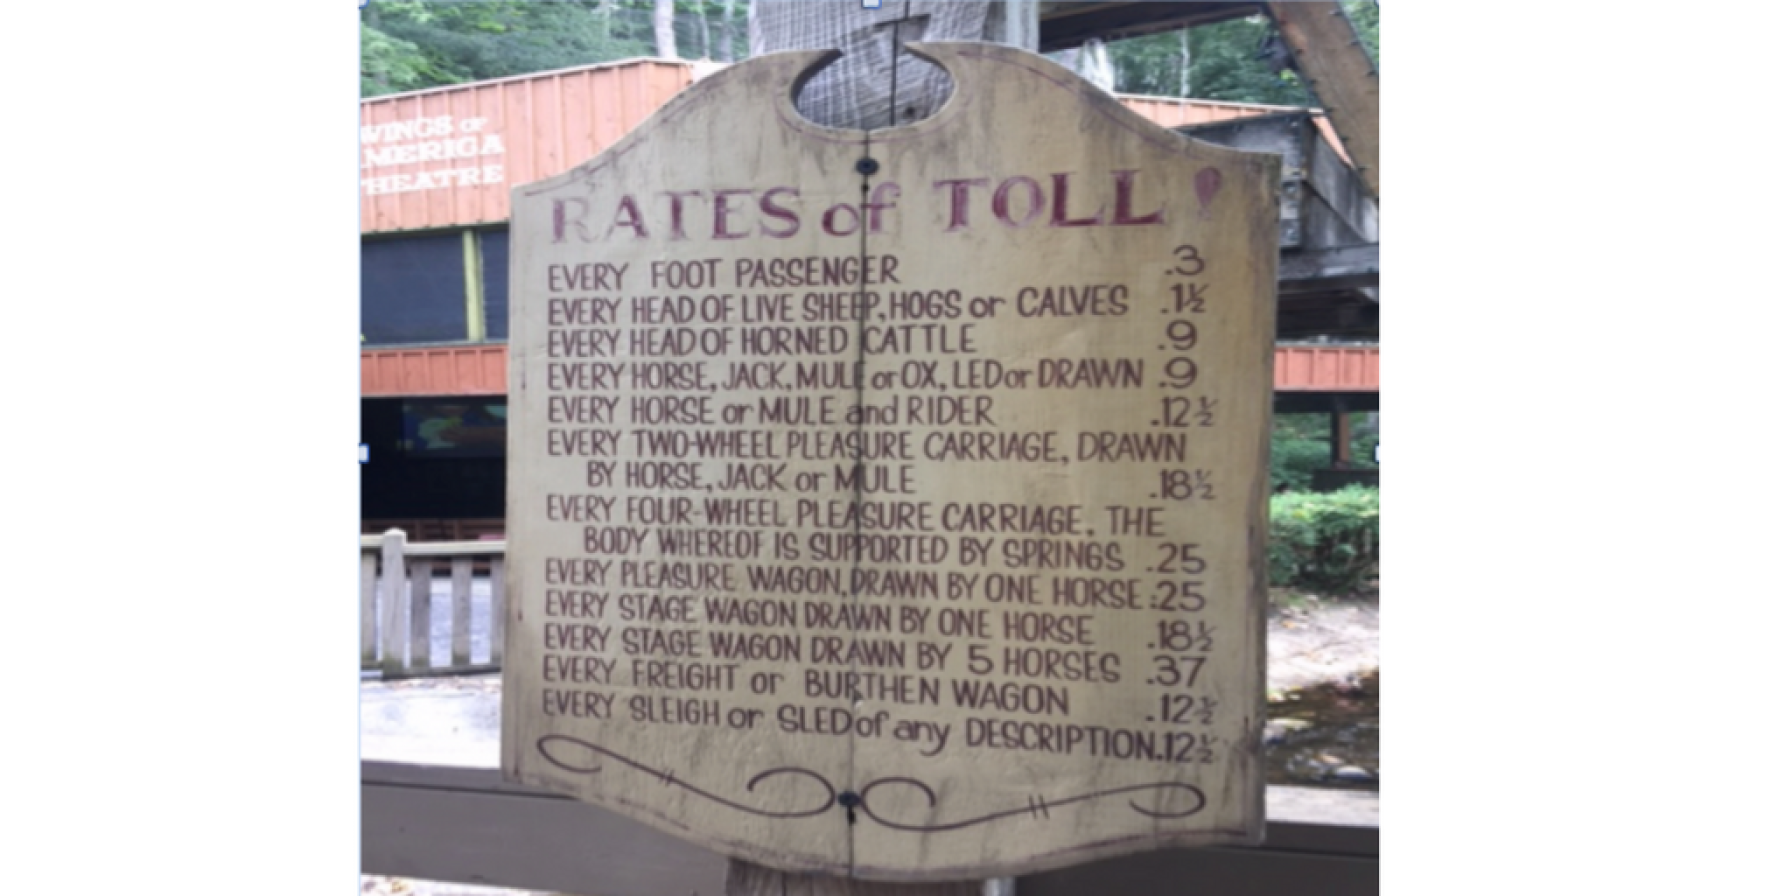 WINGS OF
AMERICA
THEATRE
RATES of TOLL !
EVERY FOOT PASSENGER .3
EVERY HEAD OF LIVE SHEEP, HOGS or CALVES .1½
EVERY HEAD OF HORNED CATTLE .9
EVERY HORSE, JACK, MULE or OX, LED or DRAWN .9
EVERY HORSE or MULE and RIDER .12½
EVERY TWO-WHEEL PLEASURE CARRIAGE, DRAWN
BY HORSE, JACK or MULE .18½
EVERY FOUR-WHEEL PLEASURE CARRIAGE, THE
BODY WHEREOF IS SUPPORTED BY SPRINGS .25
EVERY PLEASURE WAGON, DRAWN BY ONE HORSE .25
EVERY STAGE WAGON DRAWN BY ONE HORSE .18½
EVERY STAGE WAGON DRAWN BY 5 HORSES .37
EVERY FREIGHT or BURTHEN WAGON .12½
EVERY SLEIGH or SLED of any DESCRIPTION .12½